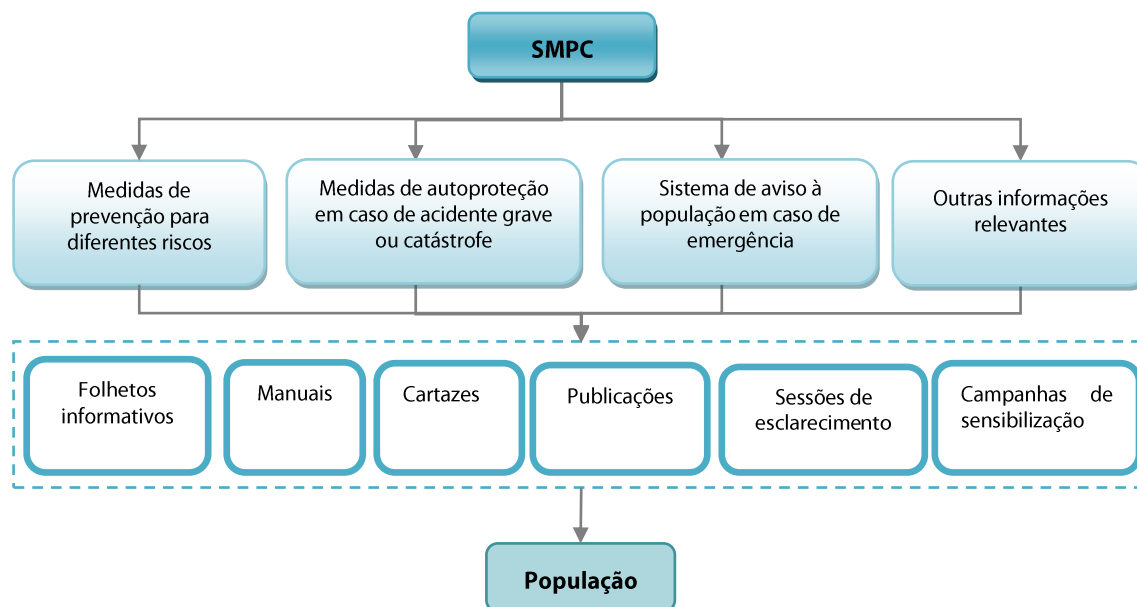 SMPC
Medidas de
prevenção para
diferentes riscos
Medidas de autoproteção
em caso de acidente grave
ou catástrofe
Sistema de aviso à
população em caso de
emergência
Outras informações
relevantes
Folhetos
informativos
Manuais
Cartazes
Publicações
Sessões de
esclarecimento
Campanhas de
sensibilização
População